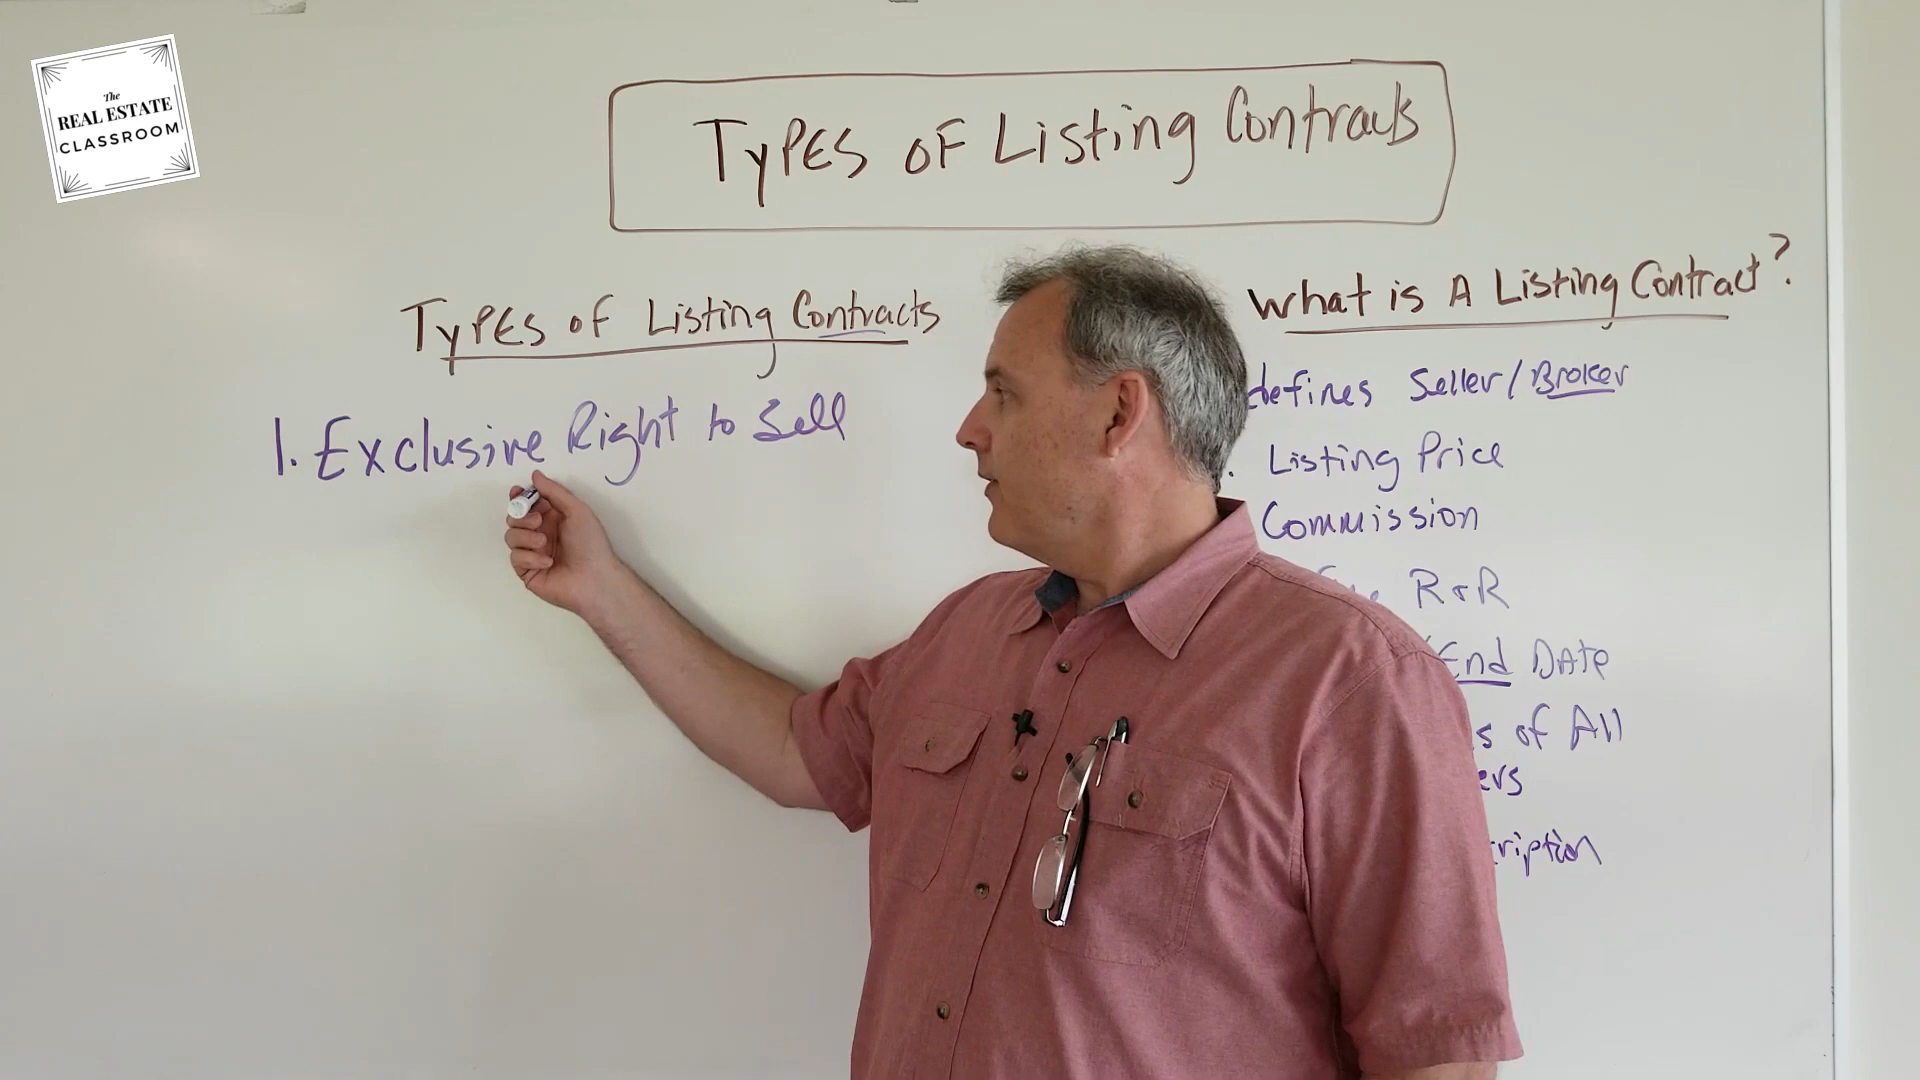 The
REAL ESTATE
CLASSROOM
TYPES OF Listing Contracts
TYPES of Listing Contracts
1. Exclusive Right to Sell
What is A Listing Contract?
defines Seller/Broker
Listing Price
Commission
R+R
End DATE
of All
cription